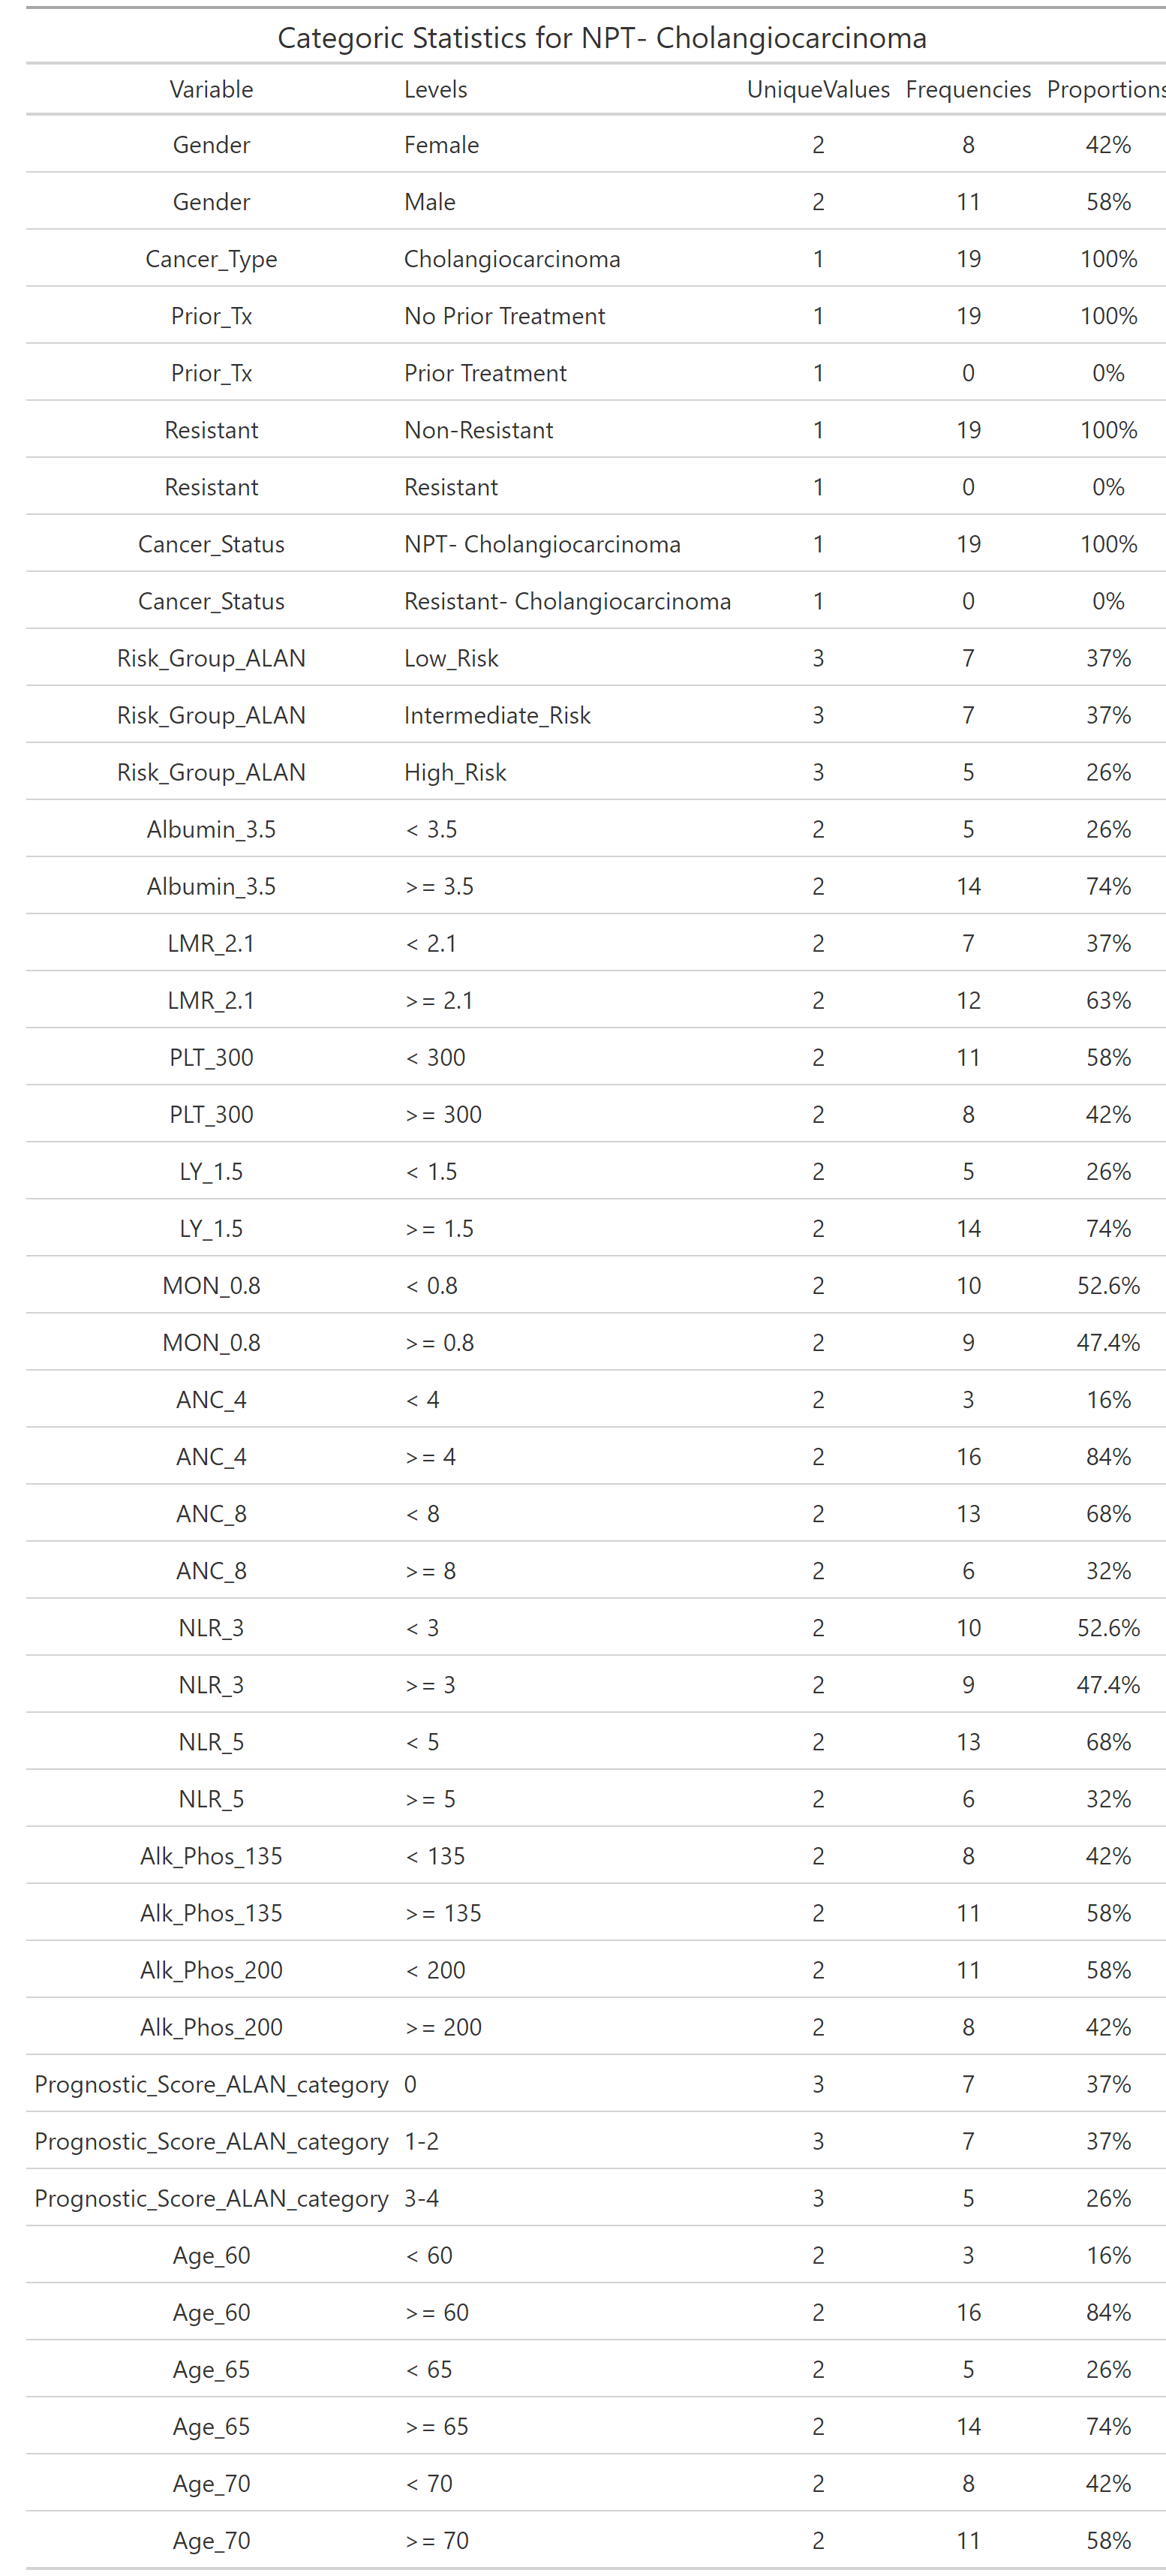 Categoric Statistics for NPT- Cholangiocarcinoma
Variable Levels UniqueValues Frequencies Proportions
Gender Female 2 8 42%
Gender Male 2 11 58%
Cancer_Type Cholangiocarcinoma 1 19 100%
Prior_Tx No Prior Treatment 1 19 100%
Prior_Tx Prior Treatment 1 0 0%
Resistant Non-Resistant 1 19 100%
Resistant Resistant 1 0 0%
Cancer_Status NPT- Cholangiocarcinoma 1 19 100%
Cancer_Status Resistant- Cholangiocarcinoma 1 0 0%
Risk_Group_ALAN Low_Risk 3 7 37%
Risk_Group_ALAN Intermediate_Risk 3 7 37%
Risk_Group_ALAN High_Risk 3 5 26%
Albumin_3.5 < 3.5 2 5 26%
Albumin_3.5 >= 3.5 2 14 74%
LMR_2.1 < 2.1 2 7 37%
LMR_2.1 >= 2.1 2 12 63%
PLT_300 < 300 2 11 58%
PLT_300 >= 300 2 8 42%
LY_1.5 < 1.5 2 5 26%
LY_1.5 >= 1.5 2 14 74%
MON_0.8 < 0.8 2 10 52.6%
MON_0.8 >= 0.8 2 9 47.4%
ANC_4 < 4 2 3 16%
ANC_4 >= 4 2 16 84%
ANC_8 < 8 2 13 68%
ANC_8 >= 8 2 6 32%
NLR_3 < 3 2 10 52.6%
NLR_3 >= 3 2 9 47.4%
NLR_5 < 5 2 13 68%
NLR_5 >= 5 2 6 32%
Alk_Phos_135 < 135 2 8 42%
Alk_Phos_135 >= 135 2 11 58%
Alk_Phos_200 < 200 2 11 58%
Alk_Phos_200 >= 200 2 8 42%
Prognostic_Score_ALAN_category 0 3 7 37%
Prognostic_Score_ALAN_category 1-2 3 7 37%
Prognostic_Score_ALAN_category 3-4 3 5 26%
Age_60 < 60 2 3 16%
Age_60 >= 60 2 16 84%
Age_65 < 65 2 5 26%
Age_65 >= 65 2 14 74%
Age_70 < 70 2 8 42%
Age_70 >= 70 2 11 58%